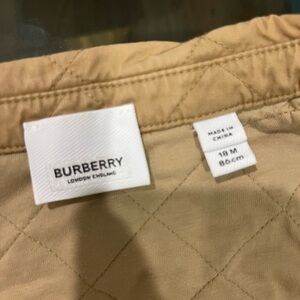 BURBERRY
LONDON ENGLAND
MADE IN
CHINA
18 M
86cm